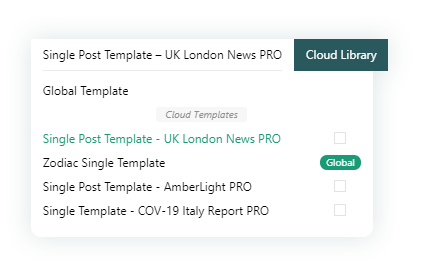 Single Post Template – UK London News PRO
Cloud Library
Global Template
Cloud Templates
Single Post Template - UK London News PRO
Zodiac Single Template
Global
Single Post Template - AmberLight PRO
Single Template - COV-19 Italy Report PRO